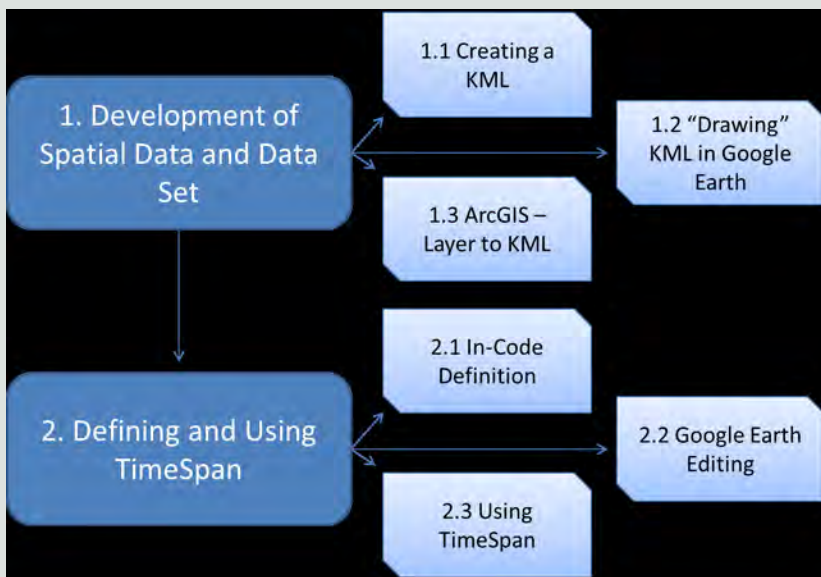 1. Development of
Spatial Data and Data
Set
1.1 Creating a
KML
1.2 “Drawing”
KML in Google
Earth
1.3 ArcGIS –
Layer to KML
2. Defining and Using
TimeSpan
2.1 In-Code
Definition
2.2 Google Earth
Editing
2.3 Using
TimeSpan